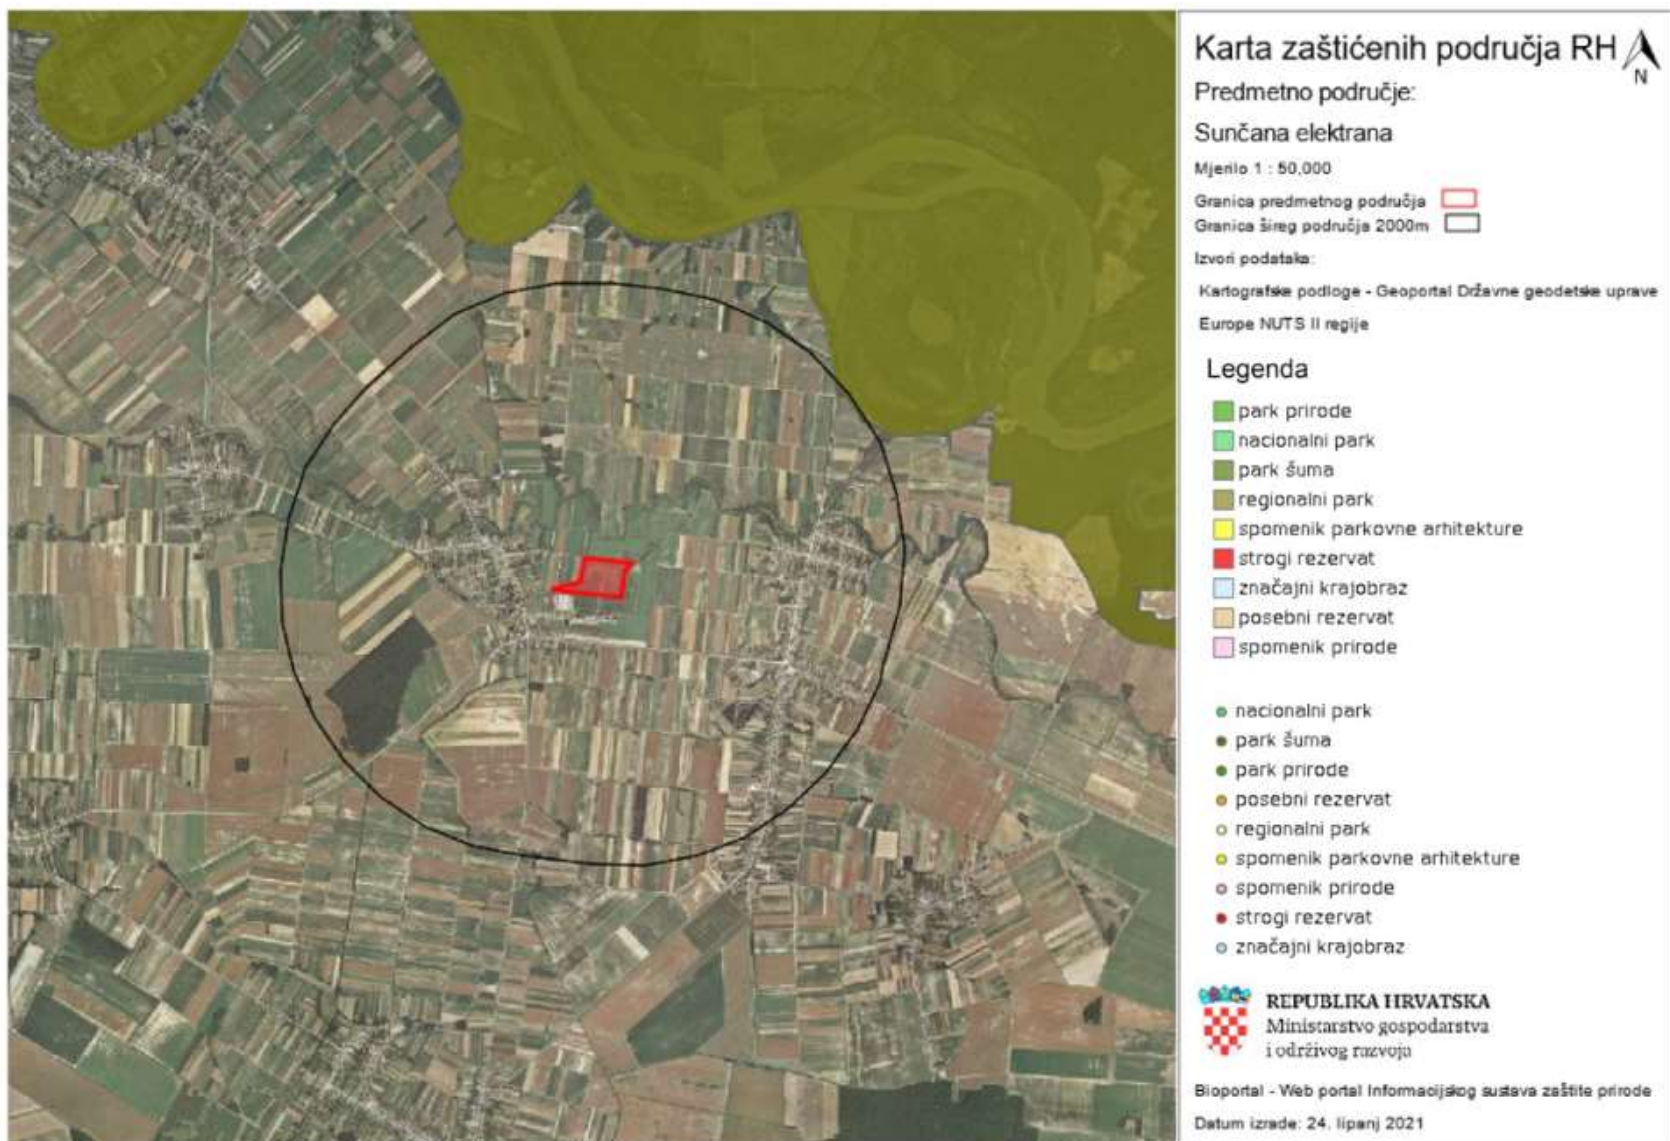 Karta zaštićenih područja RH
N
Predmetno područje:
Sunčana elektrana
Mjerilo 1 : 50,000
Granica predmetnog područja
Granica šireg područja 2000m
Izvori podataka:
Kartografske podloge - Geoportal Državne geodetske uprave
Europe NUTS II regije
Legenda
park prirode
nacionalni park
park šuma
regionalni park
spomenik parkovne arhitekture
strogi rezervat
značajni krajobraz
posebni rezervat
spomenik prirode
nacionalni park
park šuma
park prirode
posebni rezervat
regionalni park
spomenik parkovne arhitekture
spomenik prirode
strogi rezervat
značajni krajobraz
REPUBLIKA HRVATSKA
Ministarstvo gospodarstva
i održivog razvoja
Bioportal - Web portal Informacijskog sustava zaštite prirode
Datum izrade: 24. lipanj 2021